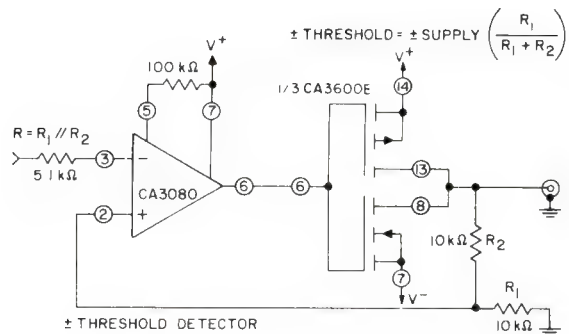 ± THRESHOLD = ± SUPPLY (R1 / R1 + R2)
V+
V+
100 kΩ
1/3 CA3600E
14
5
7
R = R1 // R2
5.1 kΩ
3
−
CA3080
6
6
13
8
2
+
10 kΩ
R2
7
V−
R1
10 kΩ
± THRESHOLD DETECTOR